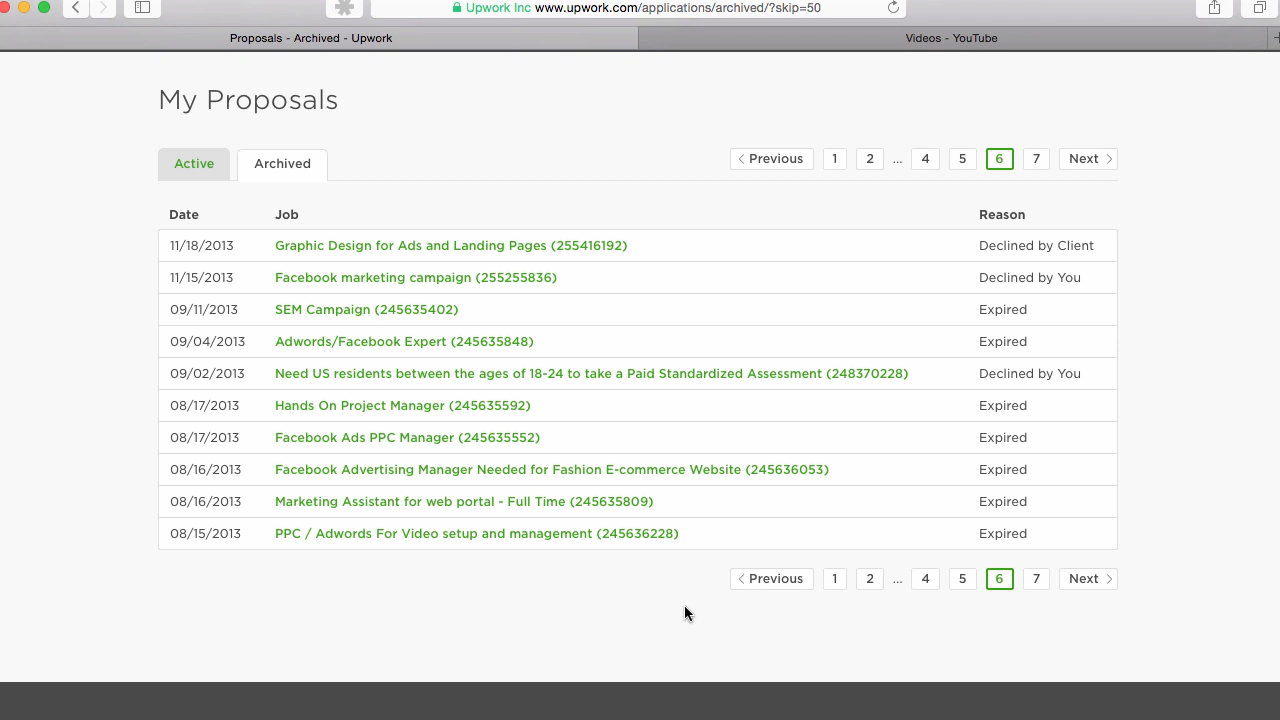 Upwork Inc www.upwork.com/applications/archived/?skip=50
Proposals - Archived - Upwork Videos - YouTube
My Proposals
Active Archived Previous 1 2 ... 4 5 6 7 Next
Date Job Reason
11/18/2013 Graphic Design for Ads and Landing Pages (255416192) Declined by Client
11/15/2013 Facebook marketing campaign (255255836) Declined by You
09/11/2013 SEM Campaign (245635402) Expired
09/04/2013 Adwords/Facebook Expert (245635848) Expired
09/02/2013 Need US residents between the ages of 18-24 to take a Paid Standardized Assessment (248370228) Declined by You
08/17/2013 Hands On Project Manager (245635592) Expired
08/17/2013 Facebook Ads PPC Manager (245635552) Expired
08/16/2013 Facebook Advertising Manager Needed for Fashion E-commerce Website (245636053) Expired
08/16/2013 Marketing Assistant for web portal - Full Time (245635809) Expired
08/15/2013 PPC / Adwords For Video setup and management (245636228) Expired
Previous 1 2 ... 4 5 6 7 Next